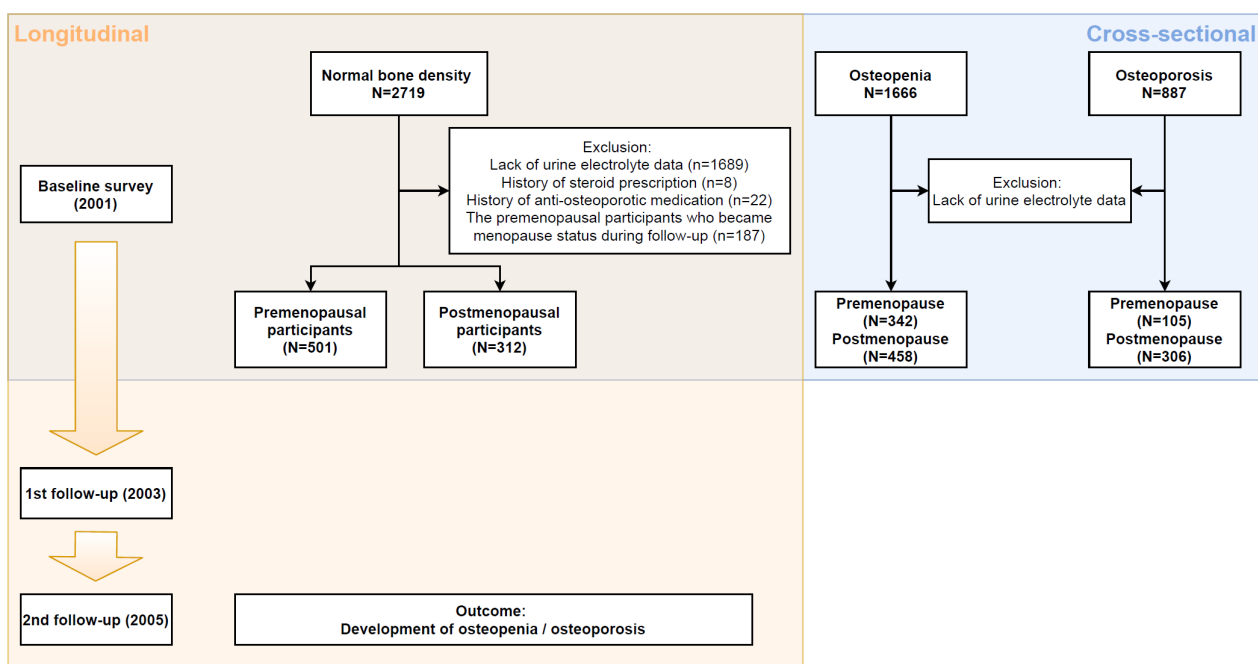 Longitudinal
Cross-sectional
Normal bone density
N=2719
Osteopenia
N=1666
Osteoporosis
N=887
Exclusion:
Lack of urine electrolyte data (n=1689)
History of steroid prescription (n=8)
History of anti-osteoporotic medication (n=22)
The premenopausal participants who became
menopause status during follow-up (n=187)
Baseline survey
(2001)
Exclusion:
Lack of urine electrolyte data
Premenopausal
participants
(N=501)
Postmenopausal
participants
(N=312)
Premenopause
(N=342)
Postmenopause
(N=458)
Premenopause
(N=105)
Postmenopause
(N=306)
1st follow-up (2003)
2nd follow-up (2005)
Outcome:
Development of osteopenia / osteoporosis